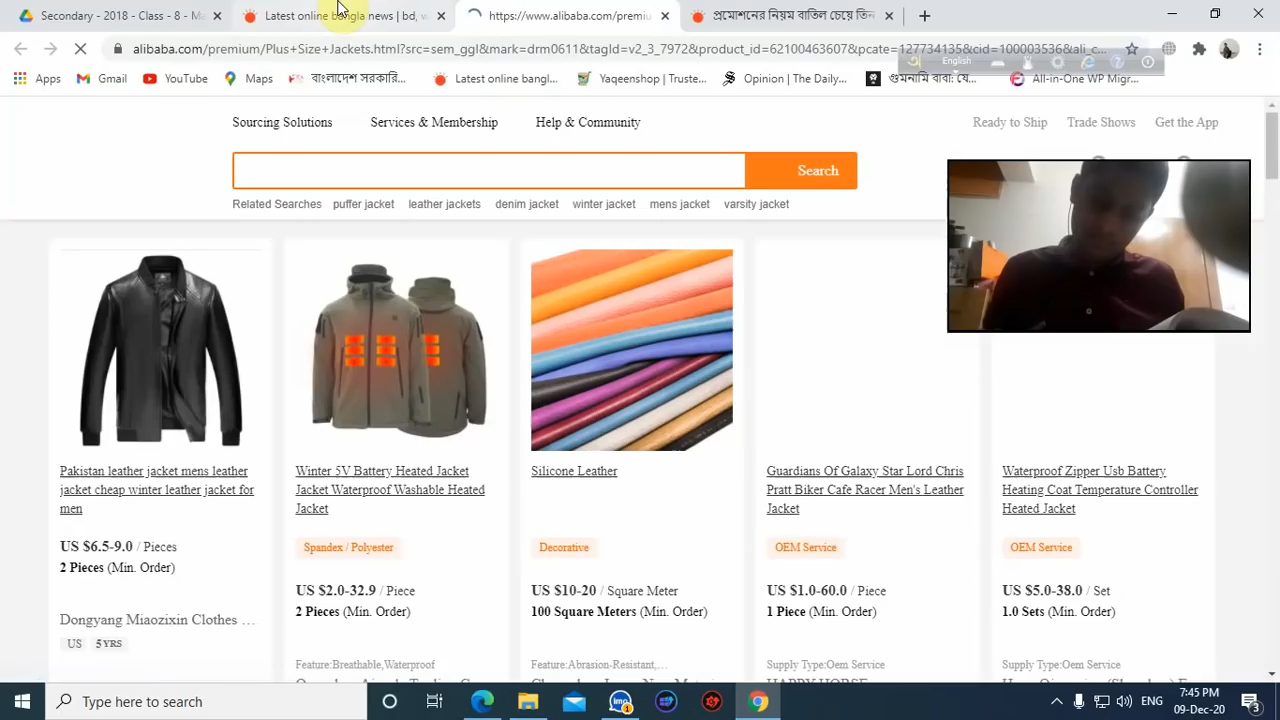 Secondary - 2018 - Class - 8 - Ma
Latest online bangla news | bd, w
https://www.alibaba.com/premiu
প্রমোশনের নিয়ম বাতিল চেয়ে তিন
alibaba.com/premium/Plus+Size+Jackets.html?src=sem_ggl&mark=drm0611&tagId=v2_3_7972&product_id=62100463607&pcate=127734135&cid=100003536&ali_c...
Apps
Gmail
YouTube
Maps
বাংলাদেশ সরকারি...
Latest online bangl...
Yaqeenshop | Truste...
Opinion | The Daily...
গুমনামি বাবা: যে...
All-in-One WP Migr...
English
Sourcing Solutions
Services & Membership
Help & Community
Ready to Ship
Trade Shows
Get the App
Search
Related Searches
puffer jacket
leather jackets
denim jacket
winter jacket
mens jacket
varsity jacket
Pakistan leather jacket mens leather
jacket cheap winter leather jacket for
men
US $6.5-9.0 / Pieces
2 Pieces (Min. Order)
Dongyang Miaozixin Clothes ...
US 5 YRS
Winter 5V Battery Heated Jacket
Jacket Waterproof Washable Heated
Jacket
Spandex / Polyester
US $2.0-32.9 / Piece
2 Pieces (Min. Order)
Feature:Breathable,Waterproof
Silicone Leather
Decorative
US $10-20 / Square Meter
100 Square Meters (Min. Order)
Feature:Abrasion-Resistant,...
Guardians Of Galaxy Star Lord Chris
Pratt Biker Cafe Racer Men's Leather
Jacket
OEM Service
US $1.0-60.0 / Piece
1 Piece (Min. Order)
Supply Type:Oem Service
HAPPY HORSE
Waterproof Zipper Usb Battery
Heating Coat Temperature Controller
Heated Jacket
OEM Service
US $5.0-38.0 / Set
1.0 Sets (Min. Order)
Supply Type:Oem Service
Type here to search
ENG
7:45 PM
09-Dec-20
3